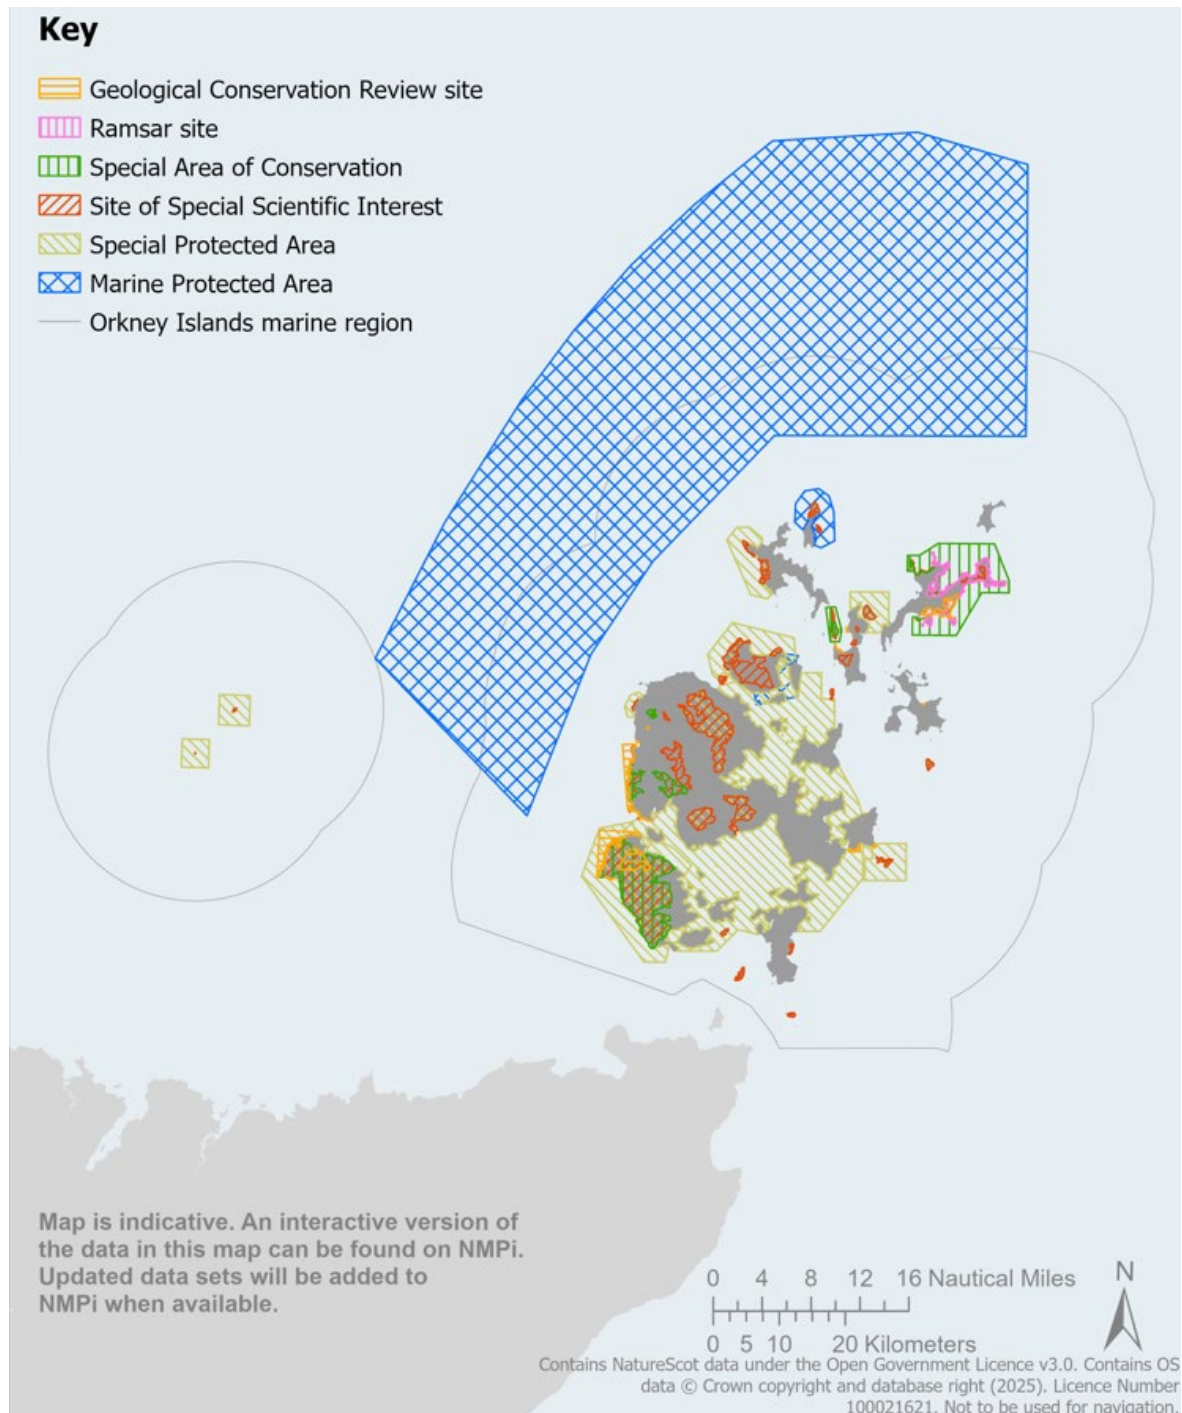 Key
Geological Conservation Review site
Ramsar site
Special Area of Conservation
Site of Special Scientific Interest
Special Protected Area
Marine Protected Area
Orkney Islands marine region
Map is indicative. An interactive version of
the data in this map can be found on NMPi.
Updated data sets will be added to
NMPi when available.
0 4 8 12 16 Nautical Miles
0 5 10 20 Kilometers
N
Contains NatureScot data under the Open Government Licence v3.0. Contains OS
data © Crown copyright and database right (2025). Licence Number
100021621. Not to be used for navigation.